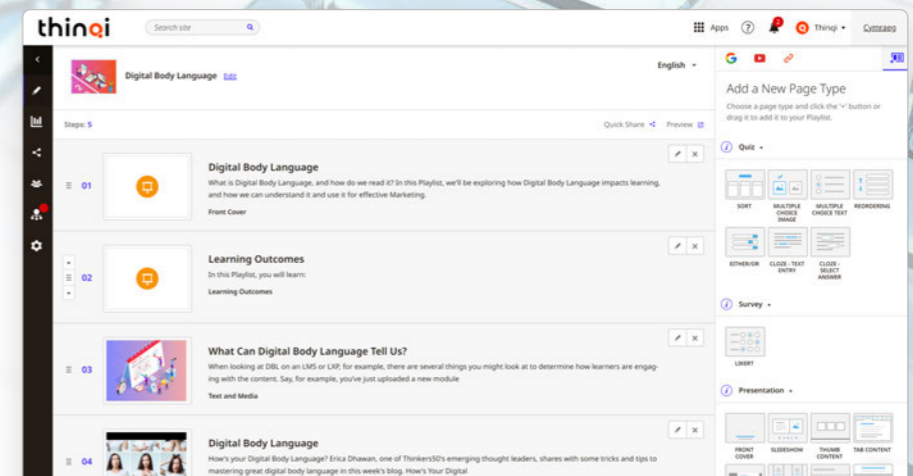 thinqi
Search site
Apps
2
Thinqi
Cymraeg
Digital Body Language Edit
English
Steps: 5
Quick Share
Preview
01
Digital Body Language
What is Digital Body Language, and how do we read it? In this Playlist, we'll be exploring how Digital Body Language impacts learning,
and how we can understand it and use it for effective Marketing.
Front Cover
02
Learning Outcomes
In this Playlist, you will learn:
Learning Outcomes
03
What Can Digital Body Language Tell Us?
When looking at DBL on an LMS or LXP, for example, there are several things you might look at to determine how learners are engag-
ing with the content. Say, for example, you've just uploaded a new module
Text and Media
04
Digital Body Language
How's your Digital Body Language? Erica Dhawan, one of Thinkers50's emerging thought leaders, shares with some tricks and tips to
mastering great digital body language in this week's blog. How's Your Digital
Add a New Page Type
Choose a page type and click the '+' button or
drag it to add it to your Playlist.
Quiz
SORT
MULTIPLE
CHOICE
IMAGE
MULTIPLE
CHOICE TEXT
REORDERING
EITHER/OR
CLOZE - TEXT
ENTRY
CLOZE -
SELECT
ANSWER
Survey
LIKERT
Presentation
FRONT
COVER
SLIDESHOW
THUMB
CONTENT
TAB CONTENT